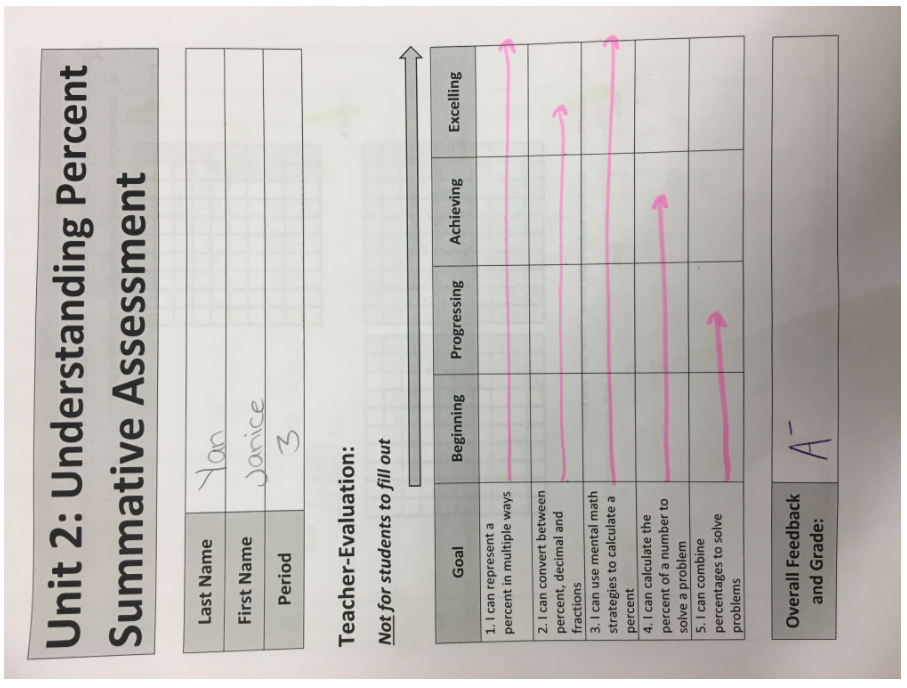 Unit 2: Understanding Percent
Summative Assessment
Last Name Yan
First Name Janice
Period 3
Teacher-Evaluation:
Not for students to fill out
Goal Beginning Progressing Achieving Excelling
1. I can represent a
percent in multiple ways
2. I can convert between
percent, decimal and
fractions
3. I can use mental math
strategies to calculate a
percent
4. I can calculate the
percent of a number to
solve a problem
5. I can combine
percentages to solve
problems
Overall Feedback
and Grade: A-